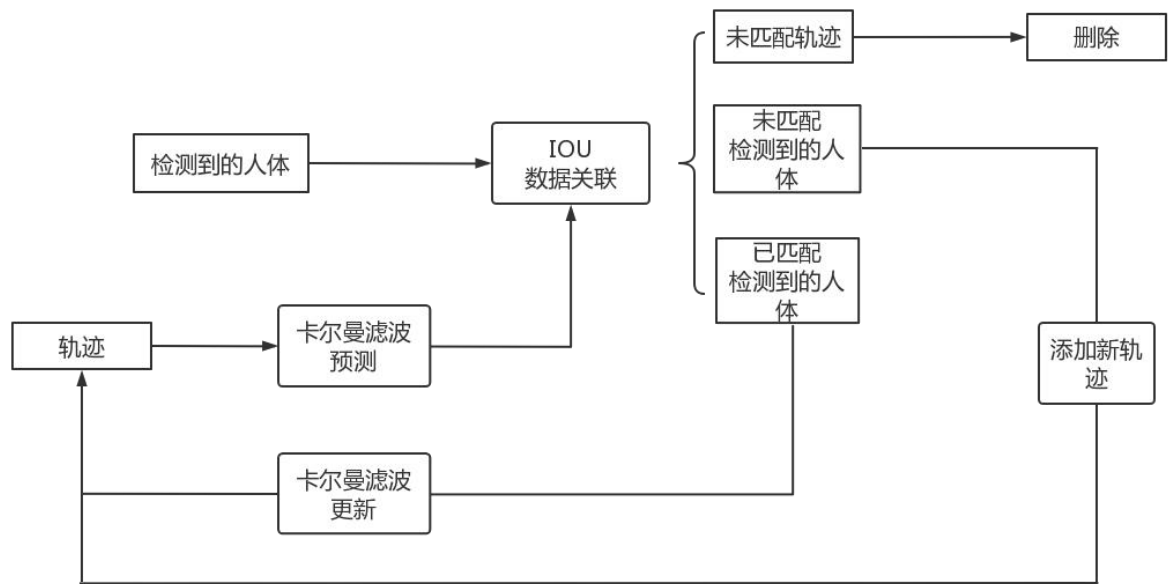 未匹配轨迹
删除
检测到的人体
IOU
数据关联
未匹配
检测到的人
体
已匹配
检测到的人
体
轨迹
卡尔曼滤波
预测
添加新轨
迹
卡尔曼滤波
更新